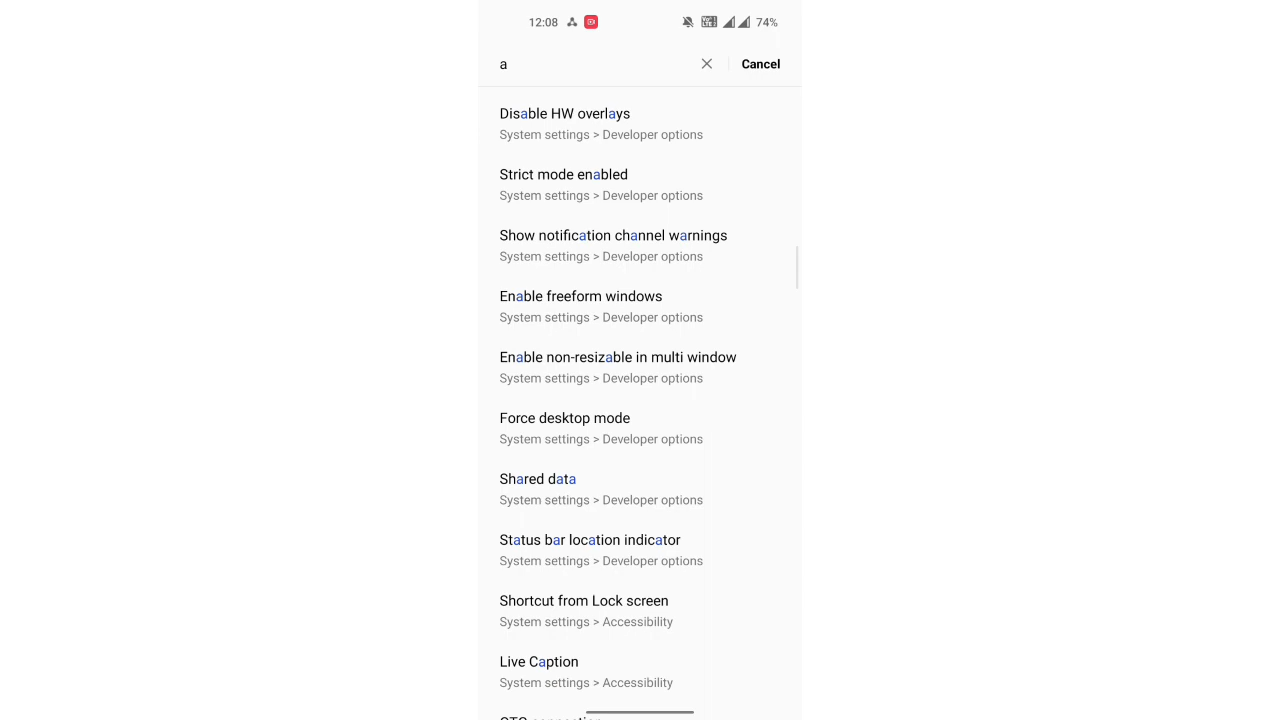 12:08 74%
a Cancel
Disable HW overlays
System settings > Developer options
Strict mode enabled
System settings > Developer options
Show notification channel warnings
System settings > Developer options
Enable freeform windows
System settings > Developer options
Enable non-resizable in multi window
System settings > Developer options
Force desktop mode
System settings > Developer options
Shared data
System settings > Developer options
Status bar location indicator
System settings > Developer options
Shortcut from Lock screen
System settings > Accessibility
Live Caption
System settings > Accessibility